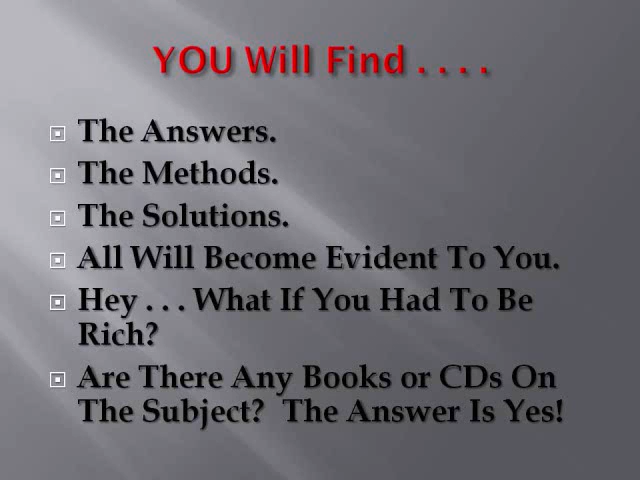 YOU Will Find . . . .
The Answers.
The Methods.
The Solutions.
All Will Become Evident To You.
Hey . . . What If You Had To Be
Rich?
Are There Any Books or CDs On
The Subject?  The Answer Is Yes!